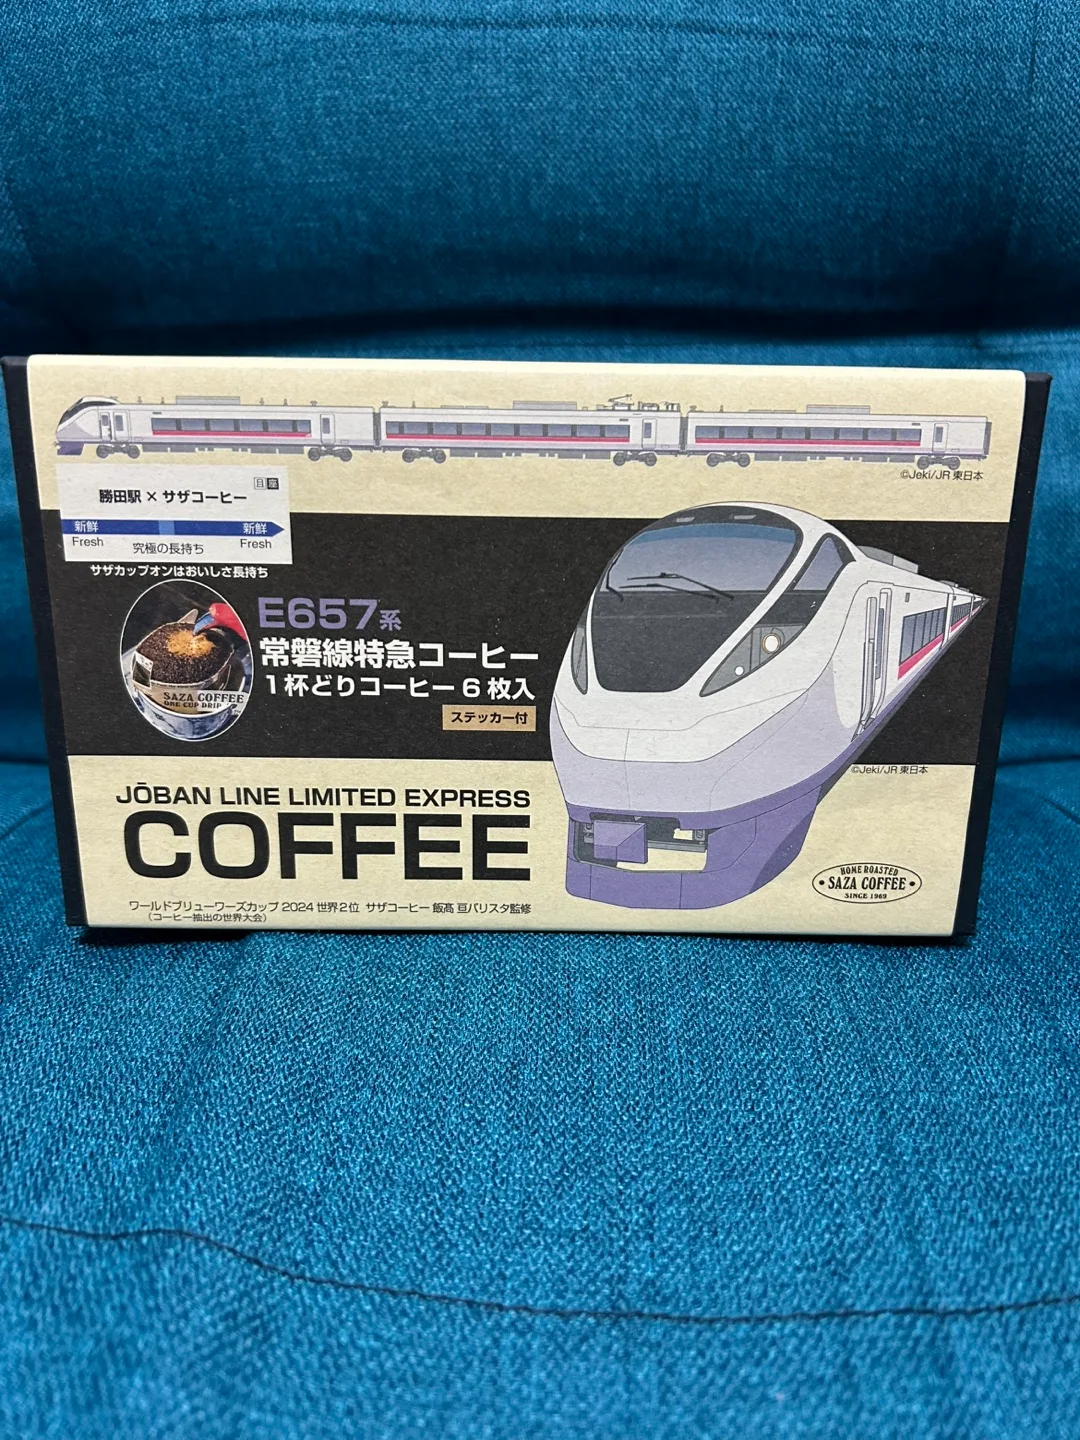 ©Jeki/JR 東日本
勝田駅 × サザコーヒー
新鮮 新鮮
Fresh 究極の長持ち Fresh
サザカップオンはおいしさ長持ち
SAZA COFFEE
ONE CUP DRIP
E657系
常磐線特急コーヒー
1杯どりコーヒー 6 枚入
ステッカー付
©Jeki/JR 東日本
JŌBAN LINE LIMITED EXPRESS
COFFEE
ワールドブリューワーズカップ 2024 世界2位 サザコーヒー 飯髙 亘バリスタ監修
(コーヒー抽出の世界大会)
HOME ROASTED
SAZA COFFEE
SINCE 1969